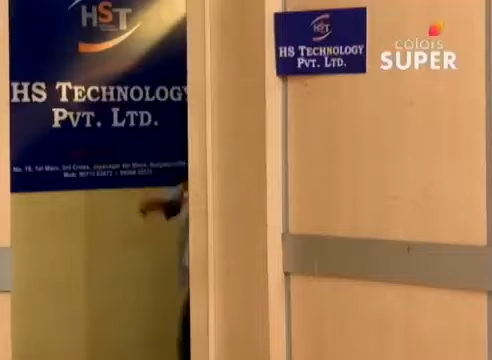 HST
HS TECHNOLOGY
PVT. LTD.
HST
HS TECHNOLOGY
PVT. LTD.
colors
SUPER